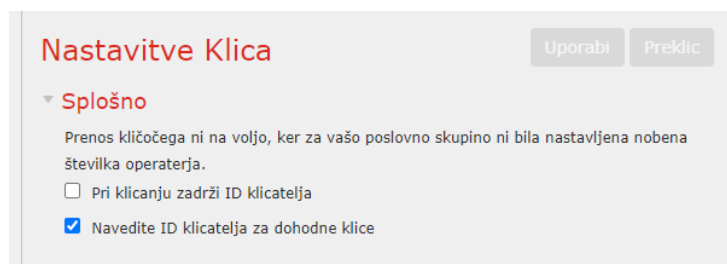 Nastavitve Klica
Uporabi Preklic
Splošno
Prenos kličočega ni na voljo, ker za vašo poslovno skupino ni bila nastavljena nobena
številka operaterja.
Pri klicanju zadrži ID klicatelja
Navedite ID klicatelja za dohodne klice